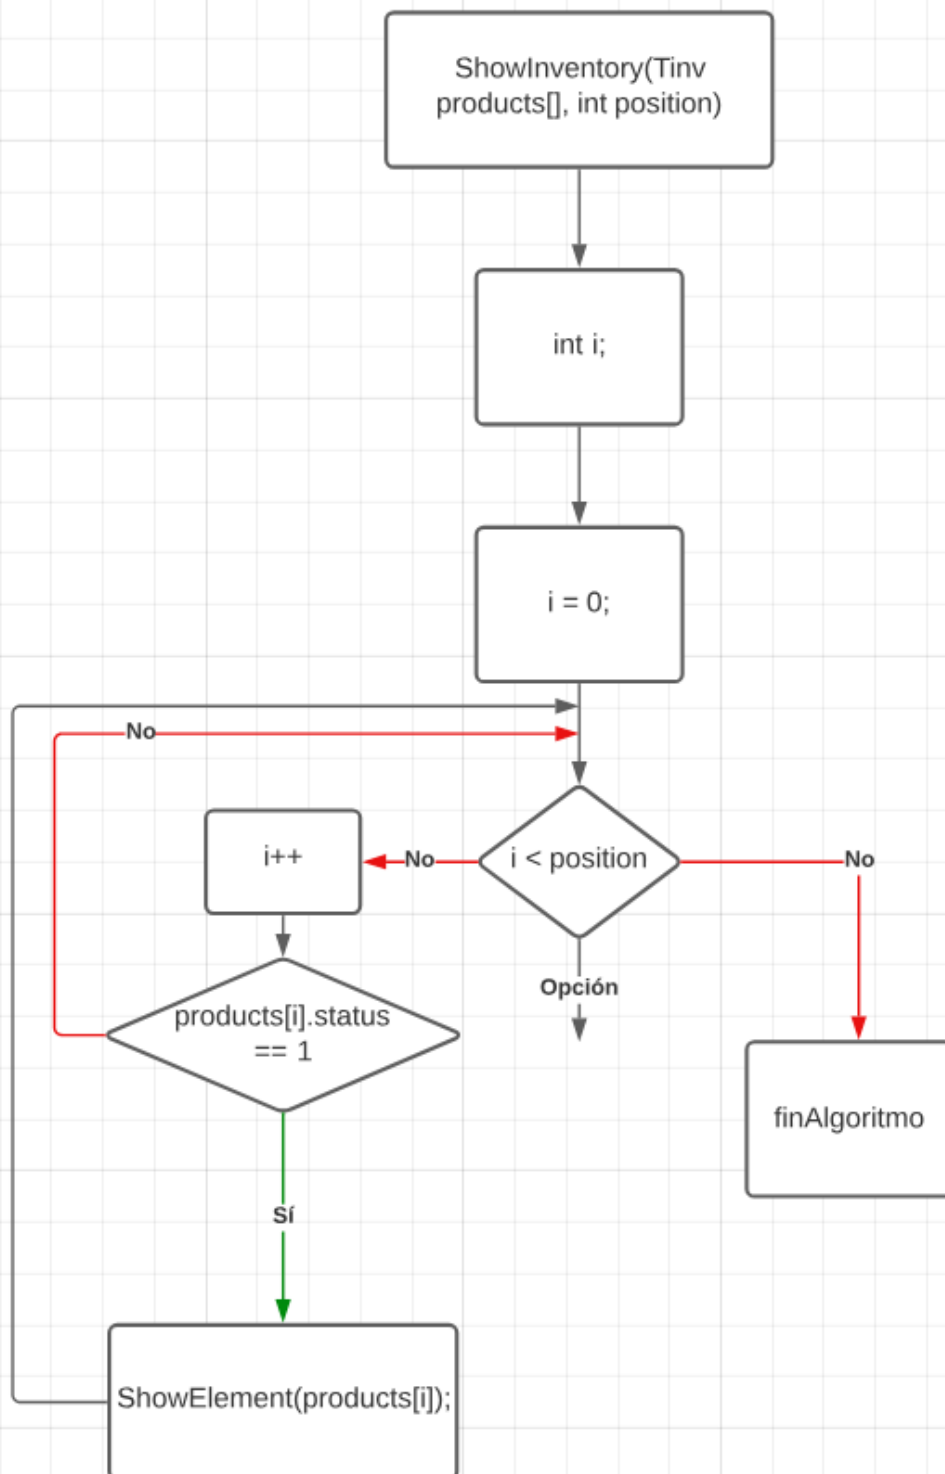 ShowInventory(Tinv
products[], int position)
int i;
i = 0;
No
i++
No
i < position
No
Opción
products[i].status
== 1
finAlgoritmo
Sí
ShowElement(products[i]);